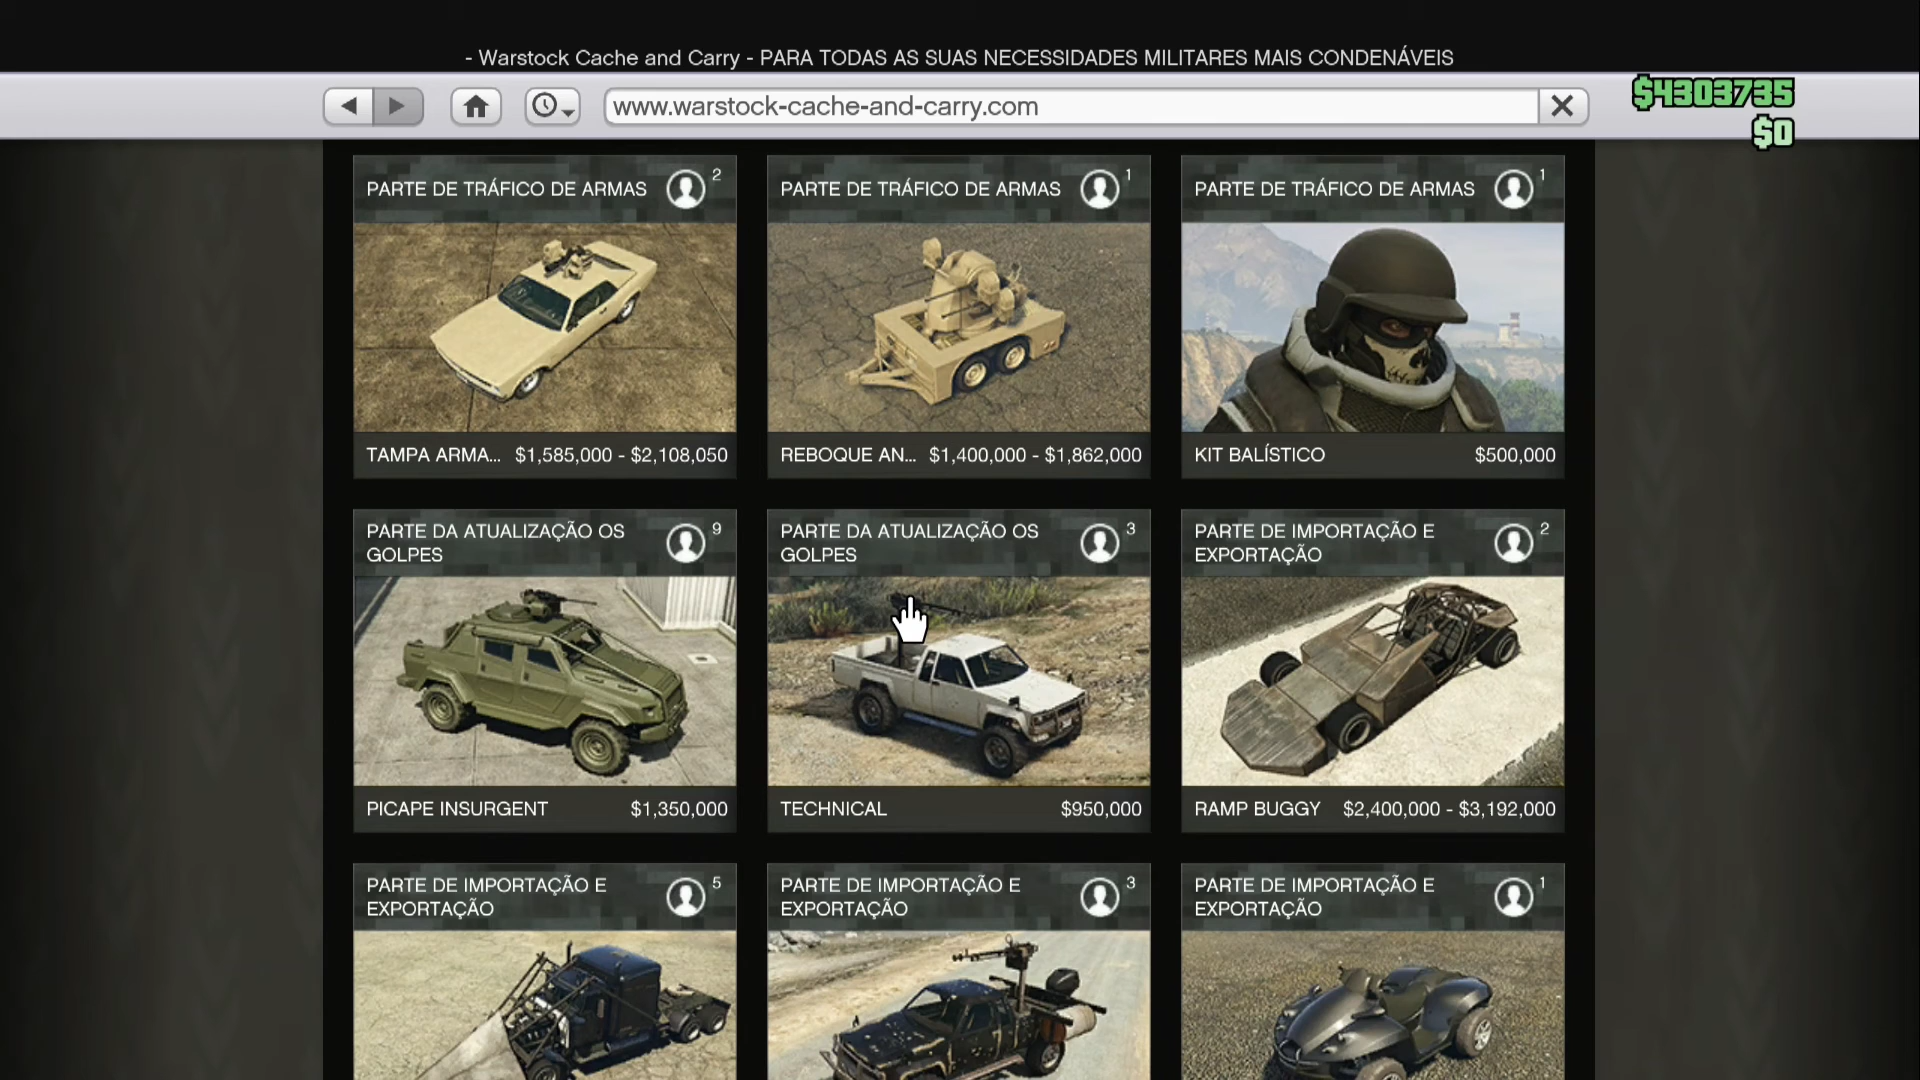 - Warstock Cache and Carry - PARA TODAS AS SUAS NECESSIDADES MILITARES MAIS CONDENÁVEIS
www.warstock-cache-and-carry.com
$4303735
$0
PARTE DE TRÁFICO DE ARMAS 2
TAMPA ARMA... $1,585,000 - $2,108,050
PARTE DE TRÁFICO DE ARMAS 1
REBOQUE AN... $1,400,000 - $1,862,000
PARTE DE TRÁFICO DE ARMAS 1
KIT BALÍSTICO $500,000
PARTE DA ATUALIZAÇÃO OS
GOLPES
9
PICAPE INSURGENT $1,350,000
PARTE DA ATUALIZAÇÃO OS
GOLPES
3
TECHNICAL $950,000
PARTE DE IMPORTAÇÃO E
EXPORTAÇÃO
2
RAMP BUGGY $2,400,000 - $3,192,000
PARTE DE IMPORTAÇÃO E
EXPORTAÇÃO
5
PARTE DE IMPORTAÇÃO E
EXPORTAÇÃO
3
PARTE DE IMPORTAÇÃO E
EXPORTAÇÃO
1